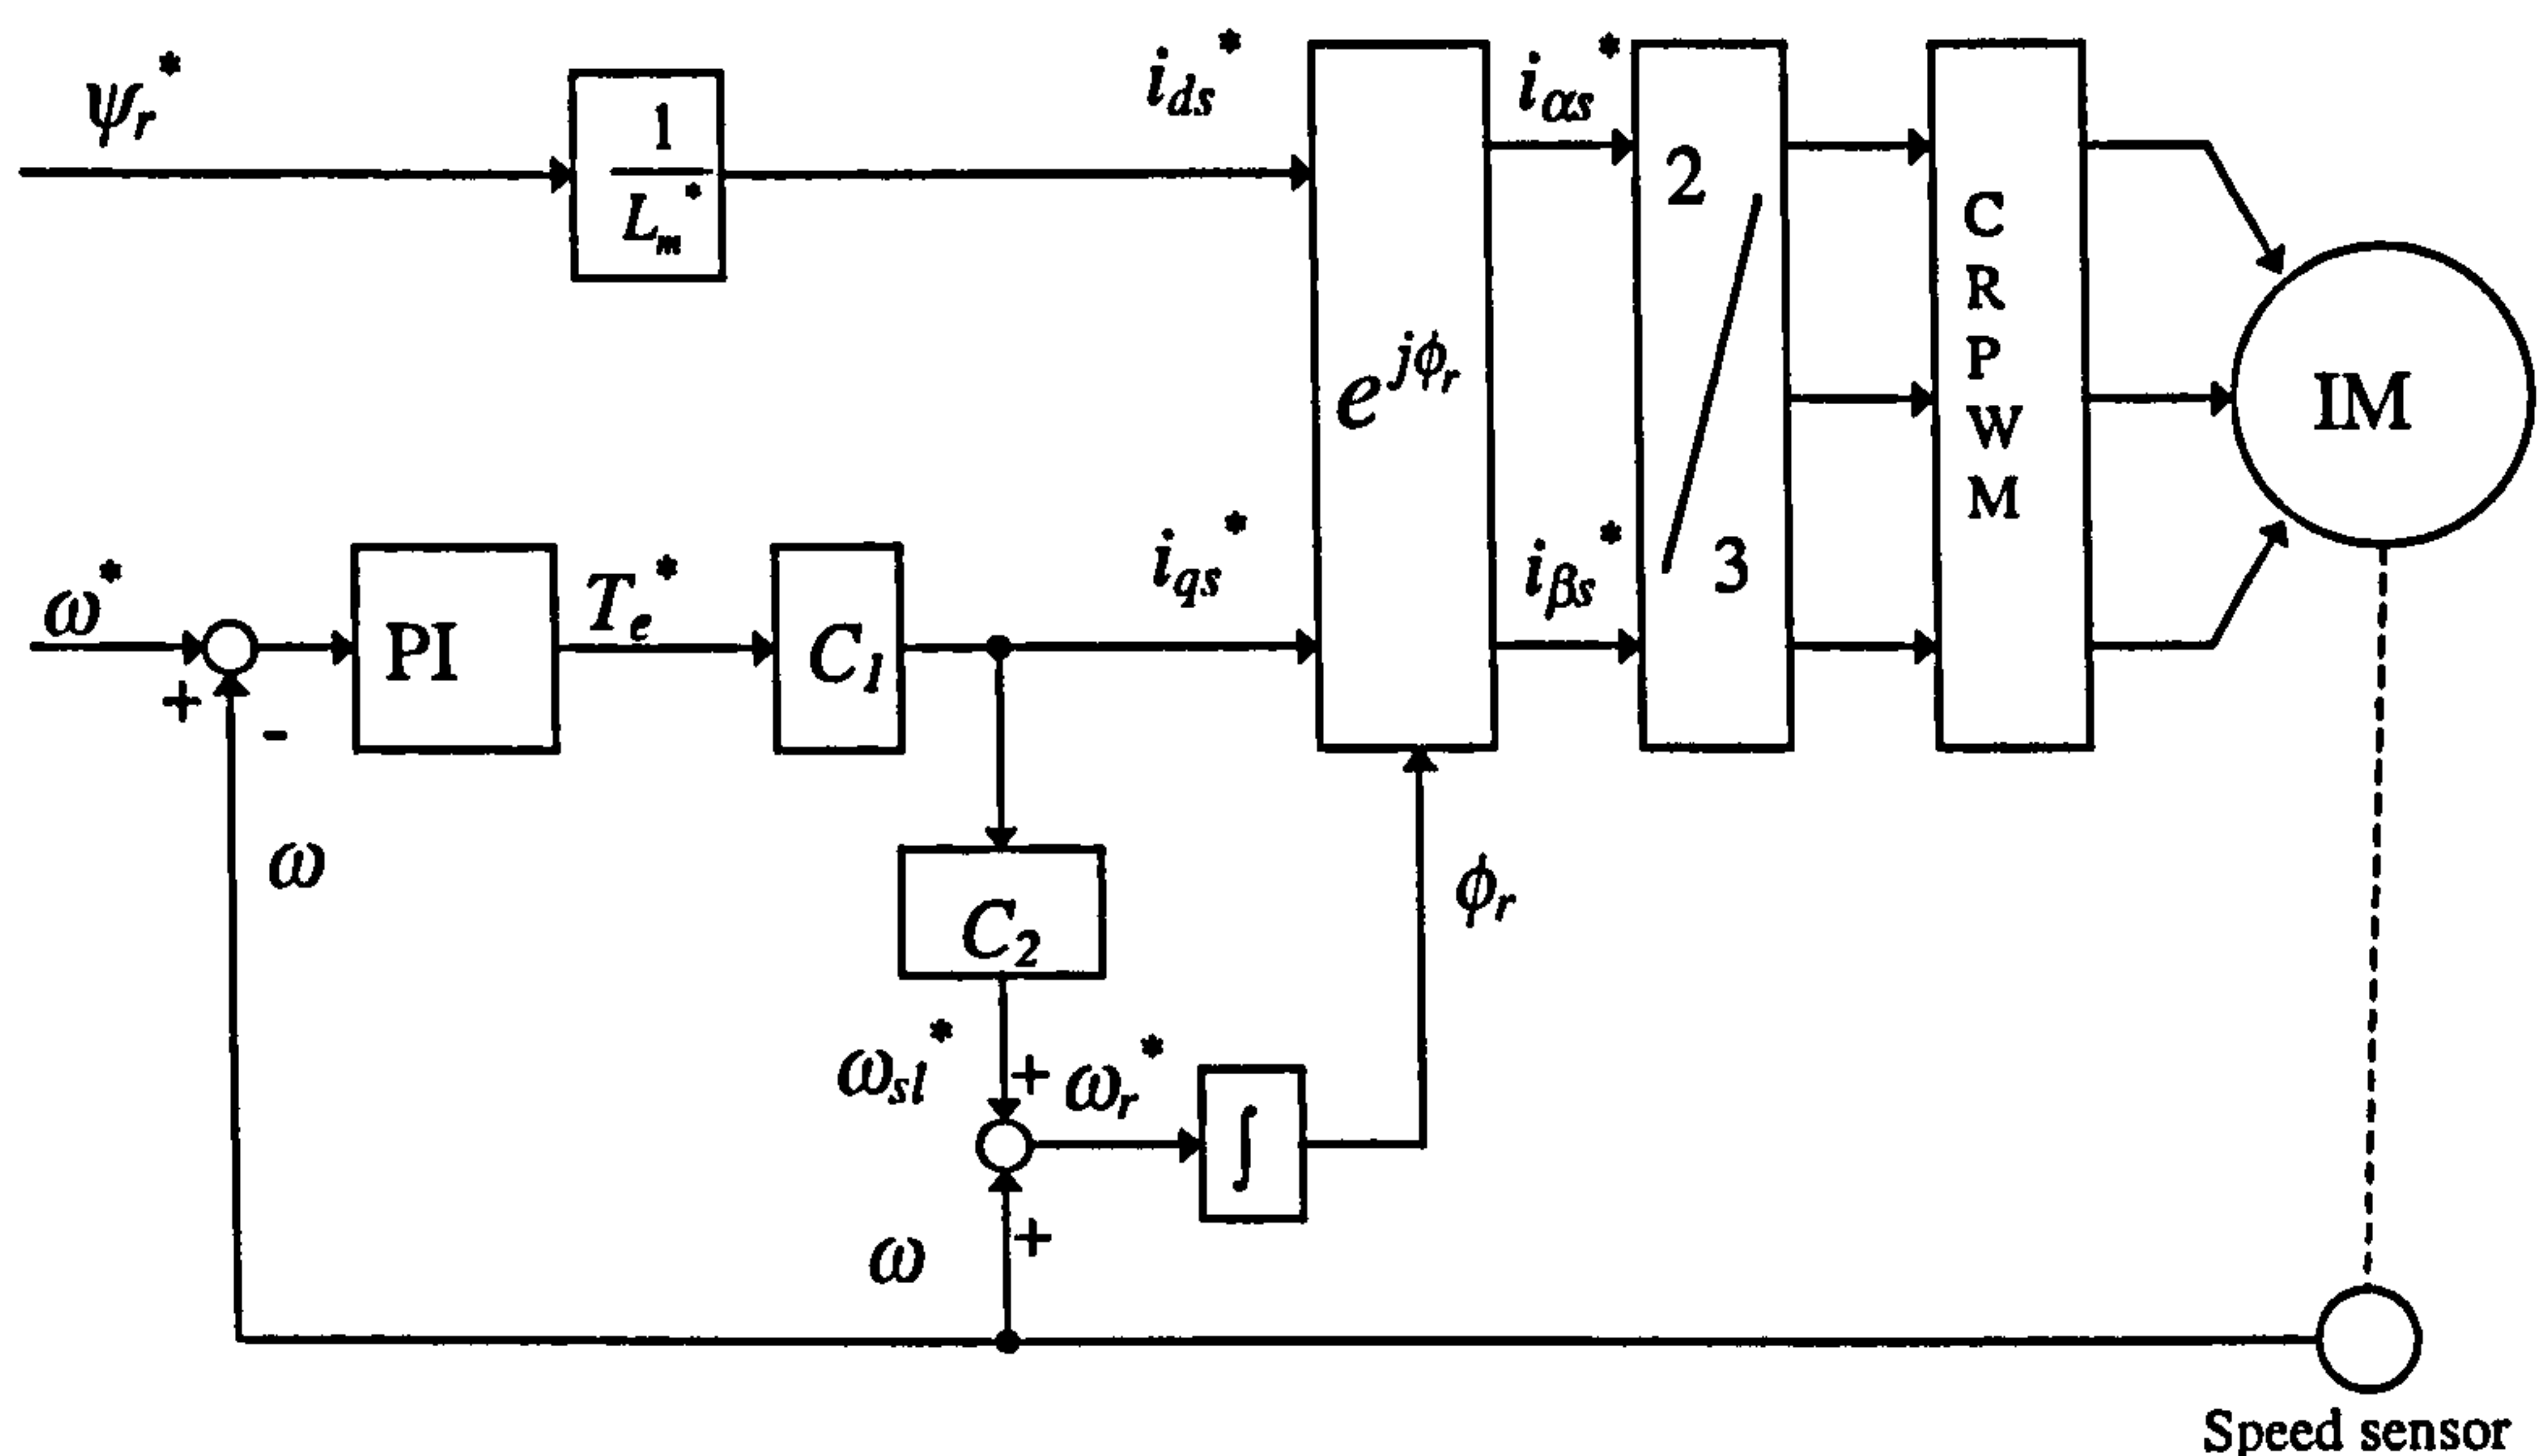 ψr*
1
Lm*
ids*
iαs*
2
3
C
R
P
W
M
IM
e^jϕr
ω*
+
-
PI
Te*
C1
iqs*
iβs*
ω
C2
ϕr
ωsl*
+
ωr*
∫
ω
+
Speed sensor